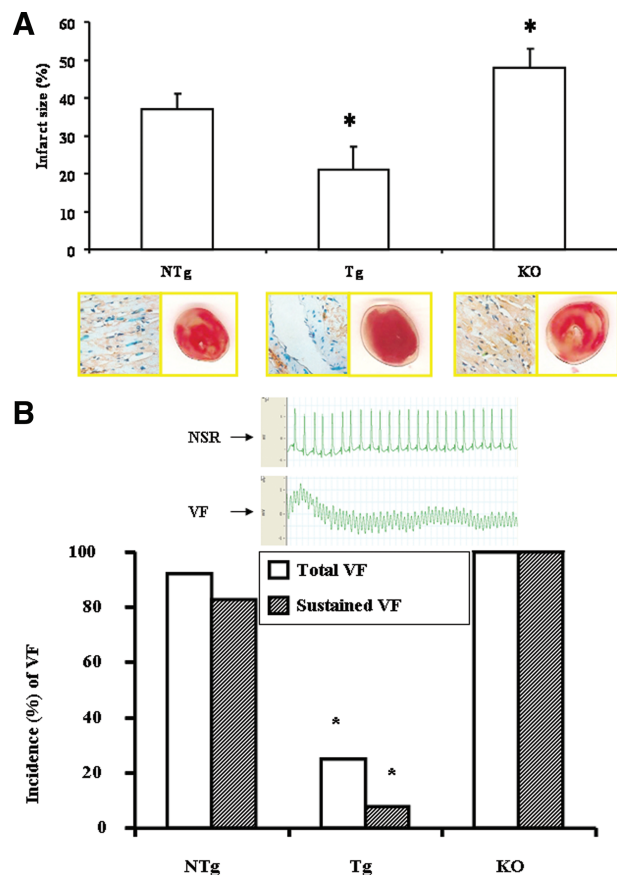 A
Infarct size (%)
60
50
40
30
20
10
0
*
*
NTg
Tg
KO
B
NSR
VF
Total VF
Sustained VF
Incidence (%) of VF
100
80
60
40
20
0
*
*
NTg
Tg
KO